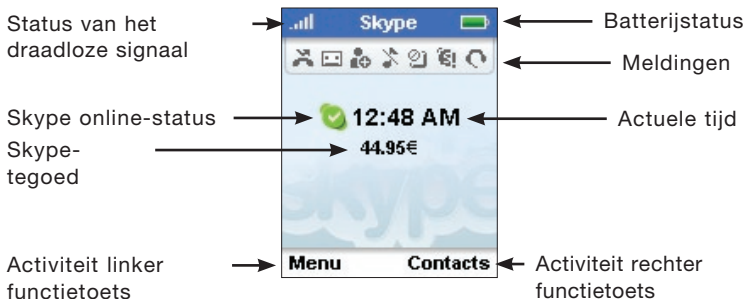 Status van het
draadloze signaal
Skype
Batterijstatus
Meldingen
Skype online-status
12:48 AM
Actuele tijd
Skype-
tegoed
44.95€
skype
Activiteit linker
functietoets
Menu
Contacts
Activiteit rechter
functietoets